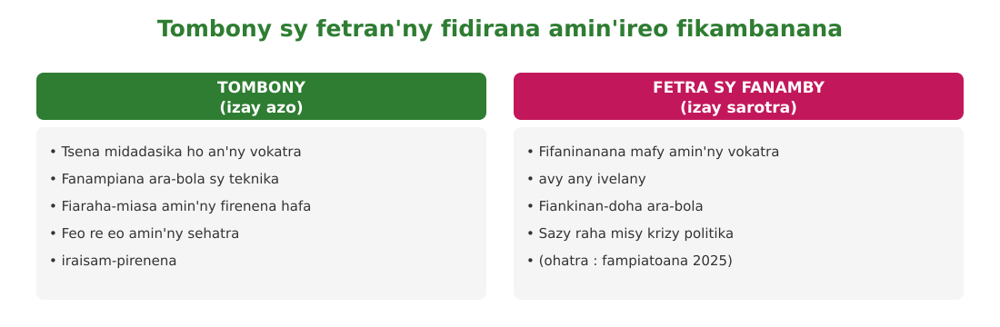 Tombony sy fetran'ny fidirana amin'ireo fikambanana
TOMBONY
(izay azo)
• Tsena midadasika ho an'ny vokatra
• Fanampiana ara-bola sy teknika
• Fiaraha-miasa amin'ny firenena hafa
• Feo re eo amin'ny sehatra
• iraisam-pirenena
FETRA SY FANAMBY
(izay sarotra)
• Fifaninanana mafy amin'ny vokatra
• avy any ivelany
• Fiankinan-doha ara-bola
• Sazy raha misy krizy politika
• (ohatra : fampiatoana 2025)